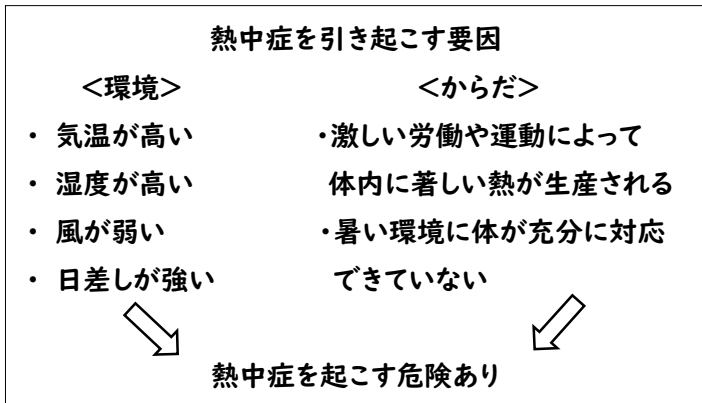 熱中症を引き起こす要因
＜環境＞
・ 気温が高い
・ 湿度が高い
・ 風が弱い
・ 日差しが強い
＜からだ＞
・激しい労働や運動によって
体内に著しい熱が生産される
・暑い環境に体が充分に対応
できていない
熱中症を起こす危険あり